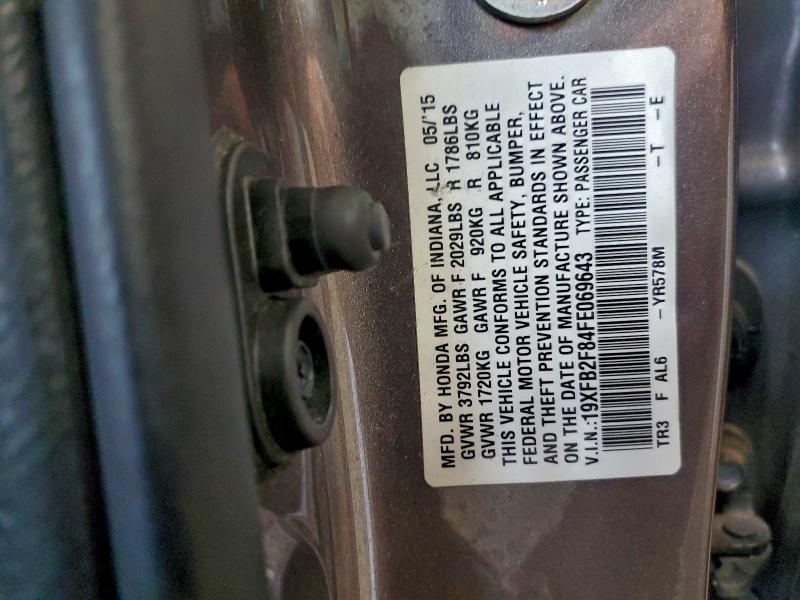 MFD. BY HONDA MFG. OF INDIANA, LLC 05/'15
GVWR 3792LBS GAWR F 2029LBS R 1786LBS
GVWR 1720KG GAWR F 920KG R 810KG
THIS VEHICLE CONFORMS TO ALL APPLICABLE
FEDERAL MOTOR VEHICLE SAFETY, BUMPER,
AND THEFT PREVENTION STANDARDS IN EFFECT
ON THE DATE OF MANUFACTURE SHOWN ABOVE.
V.I.N.:19XFB2F84FE069643 TYPE: PASSENGER CAR
TR3 F AL6 -YR578M -T -E